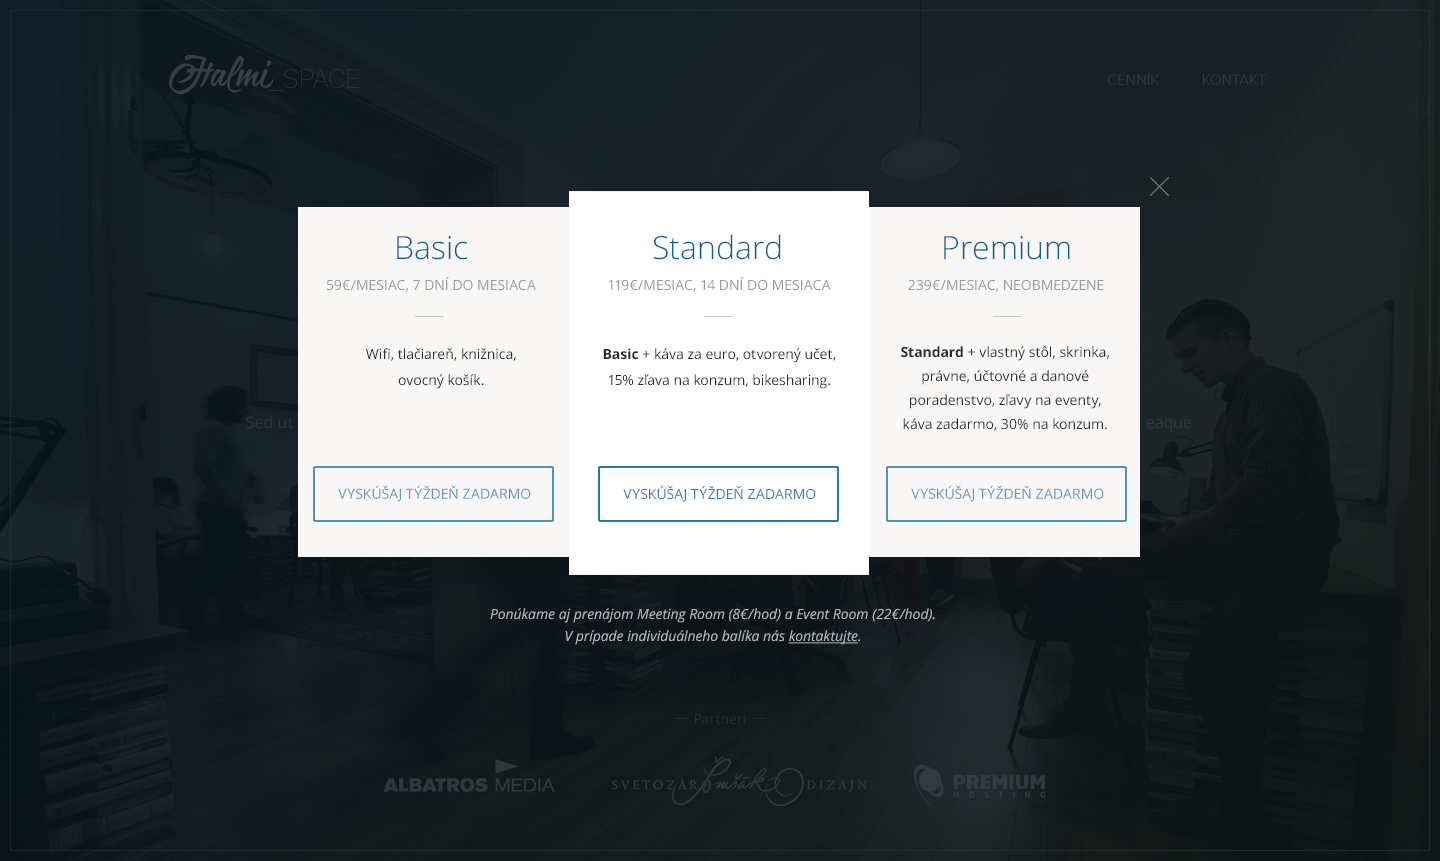 Halmi_SPACE
CENNÍK KONTAKT
Basic
59€/MESIAC, 7 DNÍ DO MESIACA
Wifi, tlačiareň, knižnica,
ovocný košík.
VYSKÚŠAJ TÝŽDEŇ ZADARMO
Standard
119€/MESIAC, 14 DNÍ DO MESIACA
Basic + káva za euro, otvorený účet,
15% zľava na konzum, bikesharing.
VYSKÚŠAJ TÝŽDEŇ ZADARMO
Premium
239€/MESIAC, NEOBMEDZENE
Standard + vlastný stôl, skrinka,
právne, účtovné a danové
poradenstvo, zľavy na eventy,
káva zadarmo, 30% na konzum.
VYSKÚŠAJ TÝŽDEŇ ZADARMO
Sed ut
eaque
Ponúkame aj prenájom Meeting Room (8€/hod) a Event Room (22€/hod).
V prípade individuálneho balíka nás kontaktujte.
— Partneri —
ALBATROS MEDIA
SVETOZÁR Košák DIZAJN
PREMIUM
HOSTING